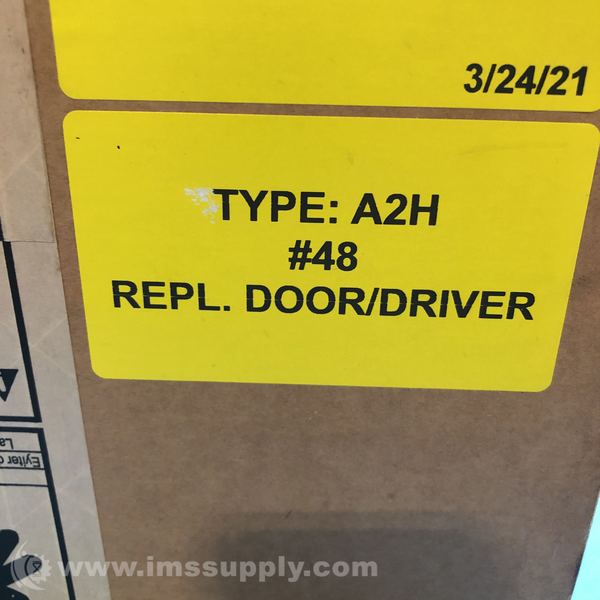 3/24/21
TYPE: A2H
#48
REPL. DOOR/DRIVER
www.imssupply.com